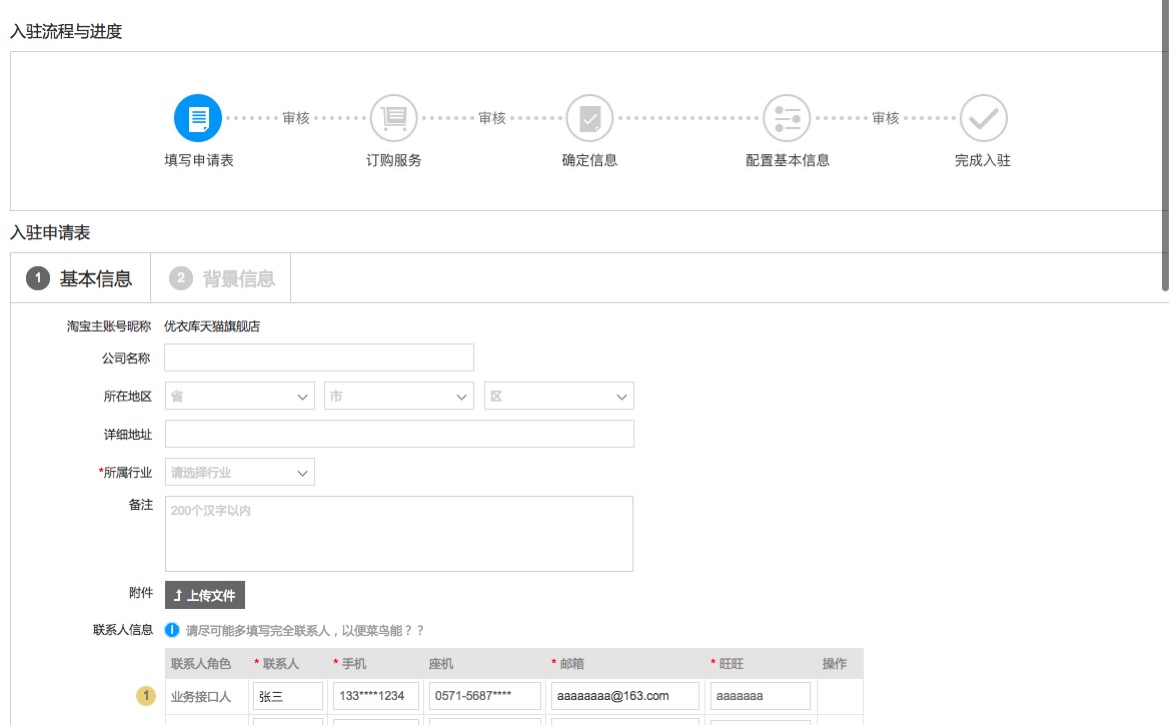 入驻流程与进度
审核 审核 审核
填写申请表 订购服务 确定信息 配置基本信息 完成入驻
入驻申请表
1 基本信息 2 背景信息
淘宝主账号昵称 优衣库天猫旗舰店
公司名称
所在地区 省 市 区
详细地址
*所属行业 请选择行业
备注 200个汉字以内
附件 上传文件
联系人信息 i 请尽可能多填写完全联系人，以便菜鸟能？？
联系人角色 * 联系人 * 手机 座机 * 邮箱 * 旺旺 操作
1 业务接口人 张三 133****1234 0571-5687**** aaaaaaaa@163.com aaaaaaa